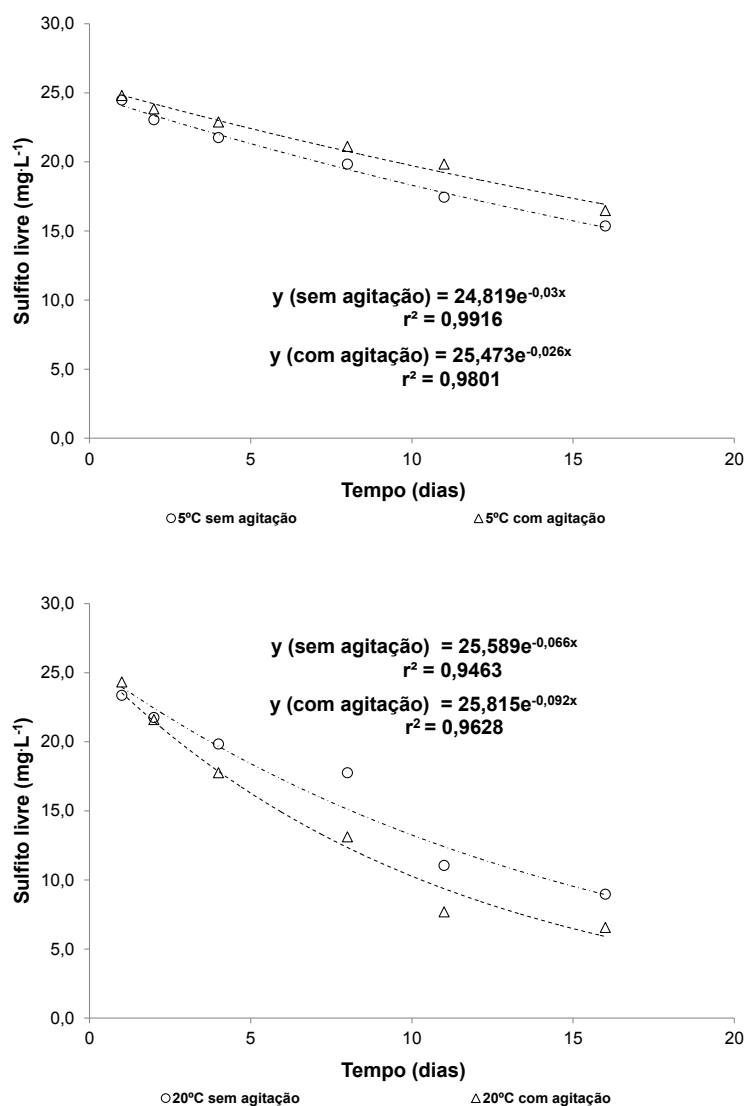 30,0
25,0
20,0
15,0
10,0
5,0
0,0
Sulfito livre (mg·L⁻¹)
y (sem agitação) = 24,819e^-0,03x
r² = 0,9916
y (com agitação) = 25,473e^-0,026x
r² = 0,9801
0 5 10 15 20
Tempo (dias)
5ºC sem agitação 5ºC com agitação
30,0
25,0
20,0
15,0
10,0
5,0
0,0
Sulfito livre (mg·L⁻¹)
y (sem agitação) = 25,589e^-0,066x
r² = 0,9463
y (com agitação) = 25,815e^-0,092x
r² = 0,9628
0 5 10 15 20
Tempo (dias)
20ºC sem agitação 20ºC com agitação